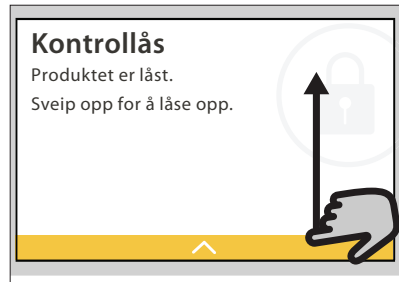 Kontrollås
Produktet er låst.
Sveip opp for å låse opp.